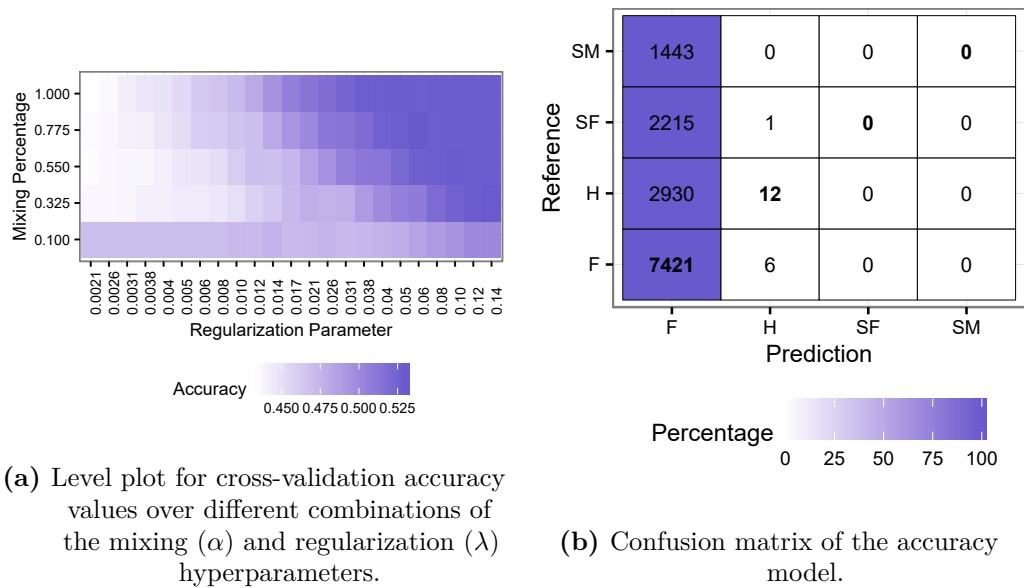 Mixing Percentage
1.000
0.775
0.550
0.325
0.100
0.0021
0.0026
0.0031
0.0038
0.004
0.005
0.006
0.008
0.010
0.012
0.014
0.017
0.021
0.026
0.031
0.038
0.04
0.05
0.06
0.08
0.10
0.12
0.14
Regularization Parameter
Accuracy
0.450 0.475 0.500 0.525
(a) Level plot for cross-validation accuracy
values over different combinations of
the mixing (α) and regularization (λ)
hyperparameters.
Reference
SM 1443 0 0 0
SF 2215 1 0 0
H 2930 12 0 0
F 7421 6 0 0
F H SF SM
Prediction
Percentage
0 25 50 75 100
(b) Confusion matrix of the accuracy
model.